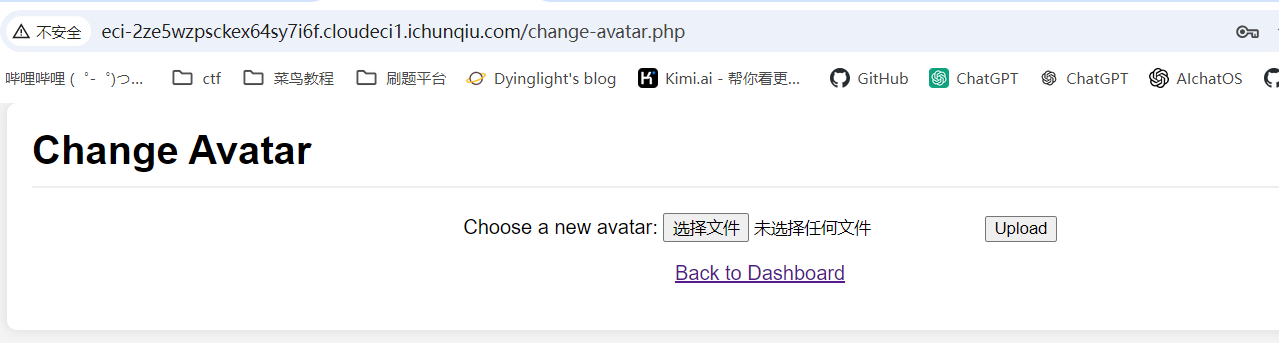 不安全 eci-2ze5wzpsckex64sy7i6f.cloudeci1.ichunqiu.com/change-avatar.php
哔哩哔哩 (゜-゜)つ... ctf 菜鸟教程 刷题平台 Dyinglight's blog Kimi.ai - 帮你看更... GitHub ChatGPT ChatGPT AIchatOS
Change Avatar
Choose a new avatar: 选择文件 未选择任何文件 Upload
Back to Dashboard